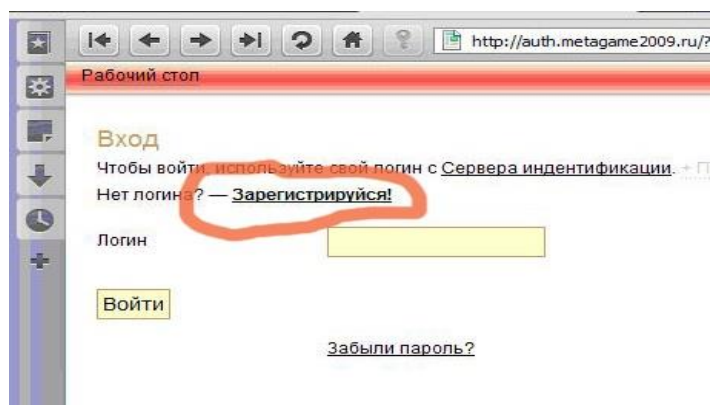 http://auth.metagame2009.ru/?
Рабочий стол
Вход
Чтобы войти, используйте свой логин с Сервера индентификации. + П
Нет логина? — Зарегистрируйся!
Логин
Войти
Забыли пароль?